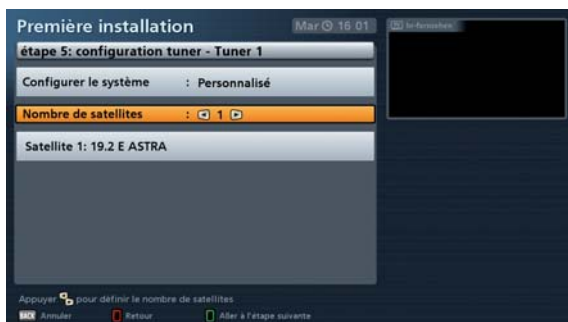 Première installation
Mar 16 01
étape 5: configuration tuner - Tuner 1
Configurer le système : Personnalisé
Nombre de satellites : 1
Satellite 1: 19.2 E ASTRA
Appuyer pour définir le nombre de satellites
BACK Annuler Retour Aller à l'étape suivante